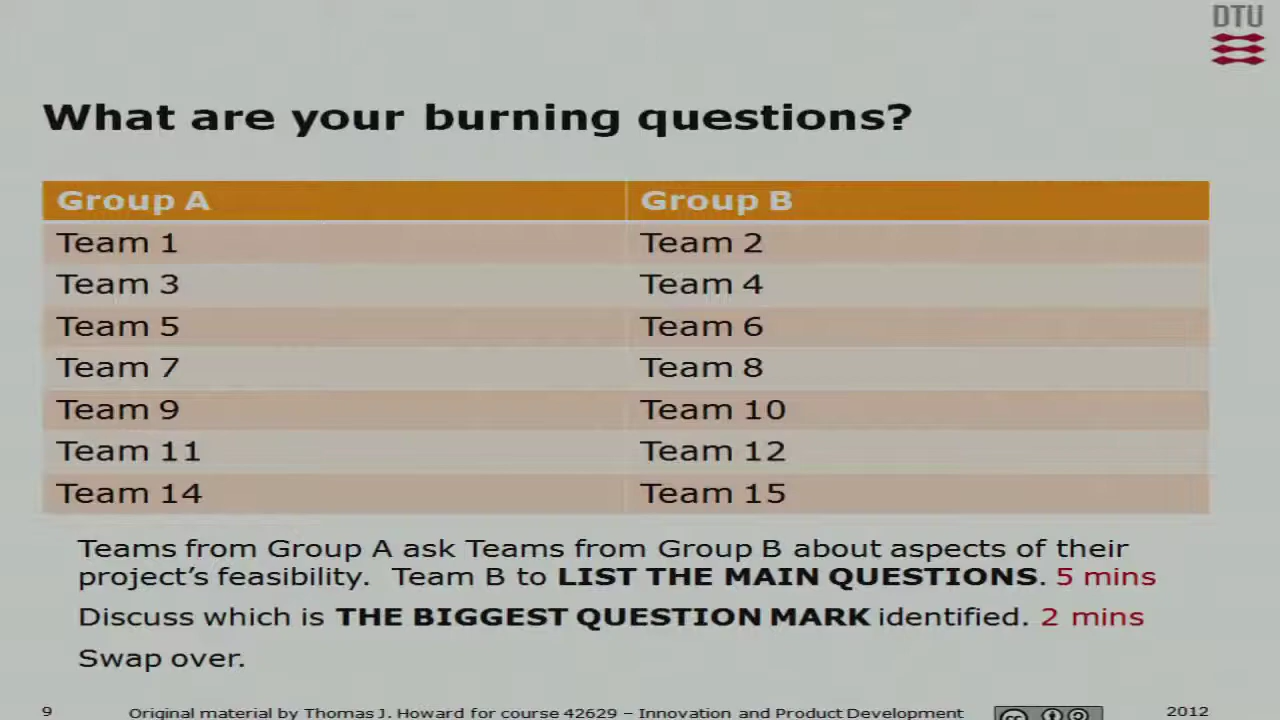 DTU
What are your burning questions?
Group A Group B
Team 1 Team 2
Team 3 Team 4
Team 5 Team 6
Team 7 Team 8
Team 9 Team 10
Team 11 Team 12
Team 14 Team 15
Teams from Group A ask Teams from Group B about aspects of their
project's feasibility. Team B to LIST THE MAIN QUESTIONS. 5 mins
Discuss which is THE BIGGEST QUESTION MARK identified. 2 mins
Swap over.
9 Original material by Thomas J. Howard for course 42629 – Innovation and Product Development cc 2012